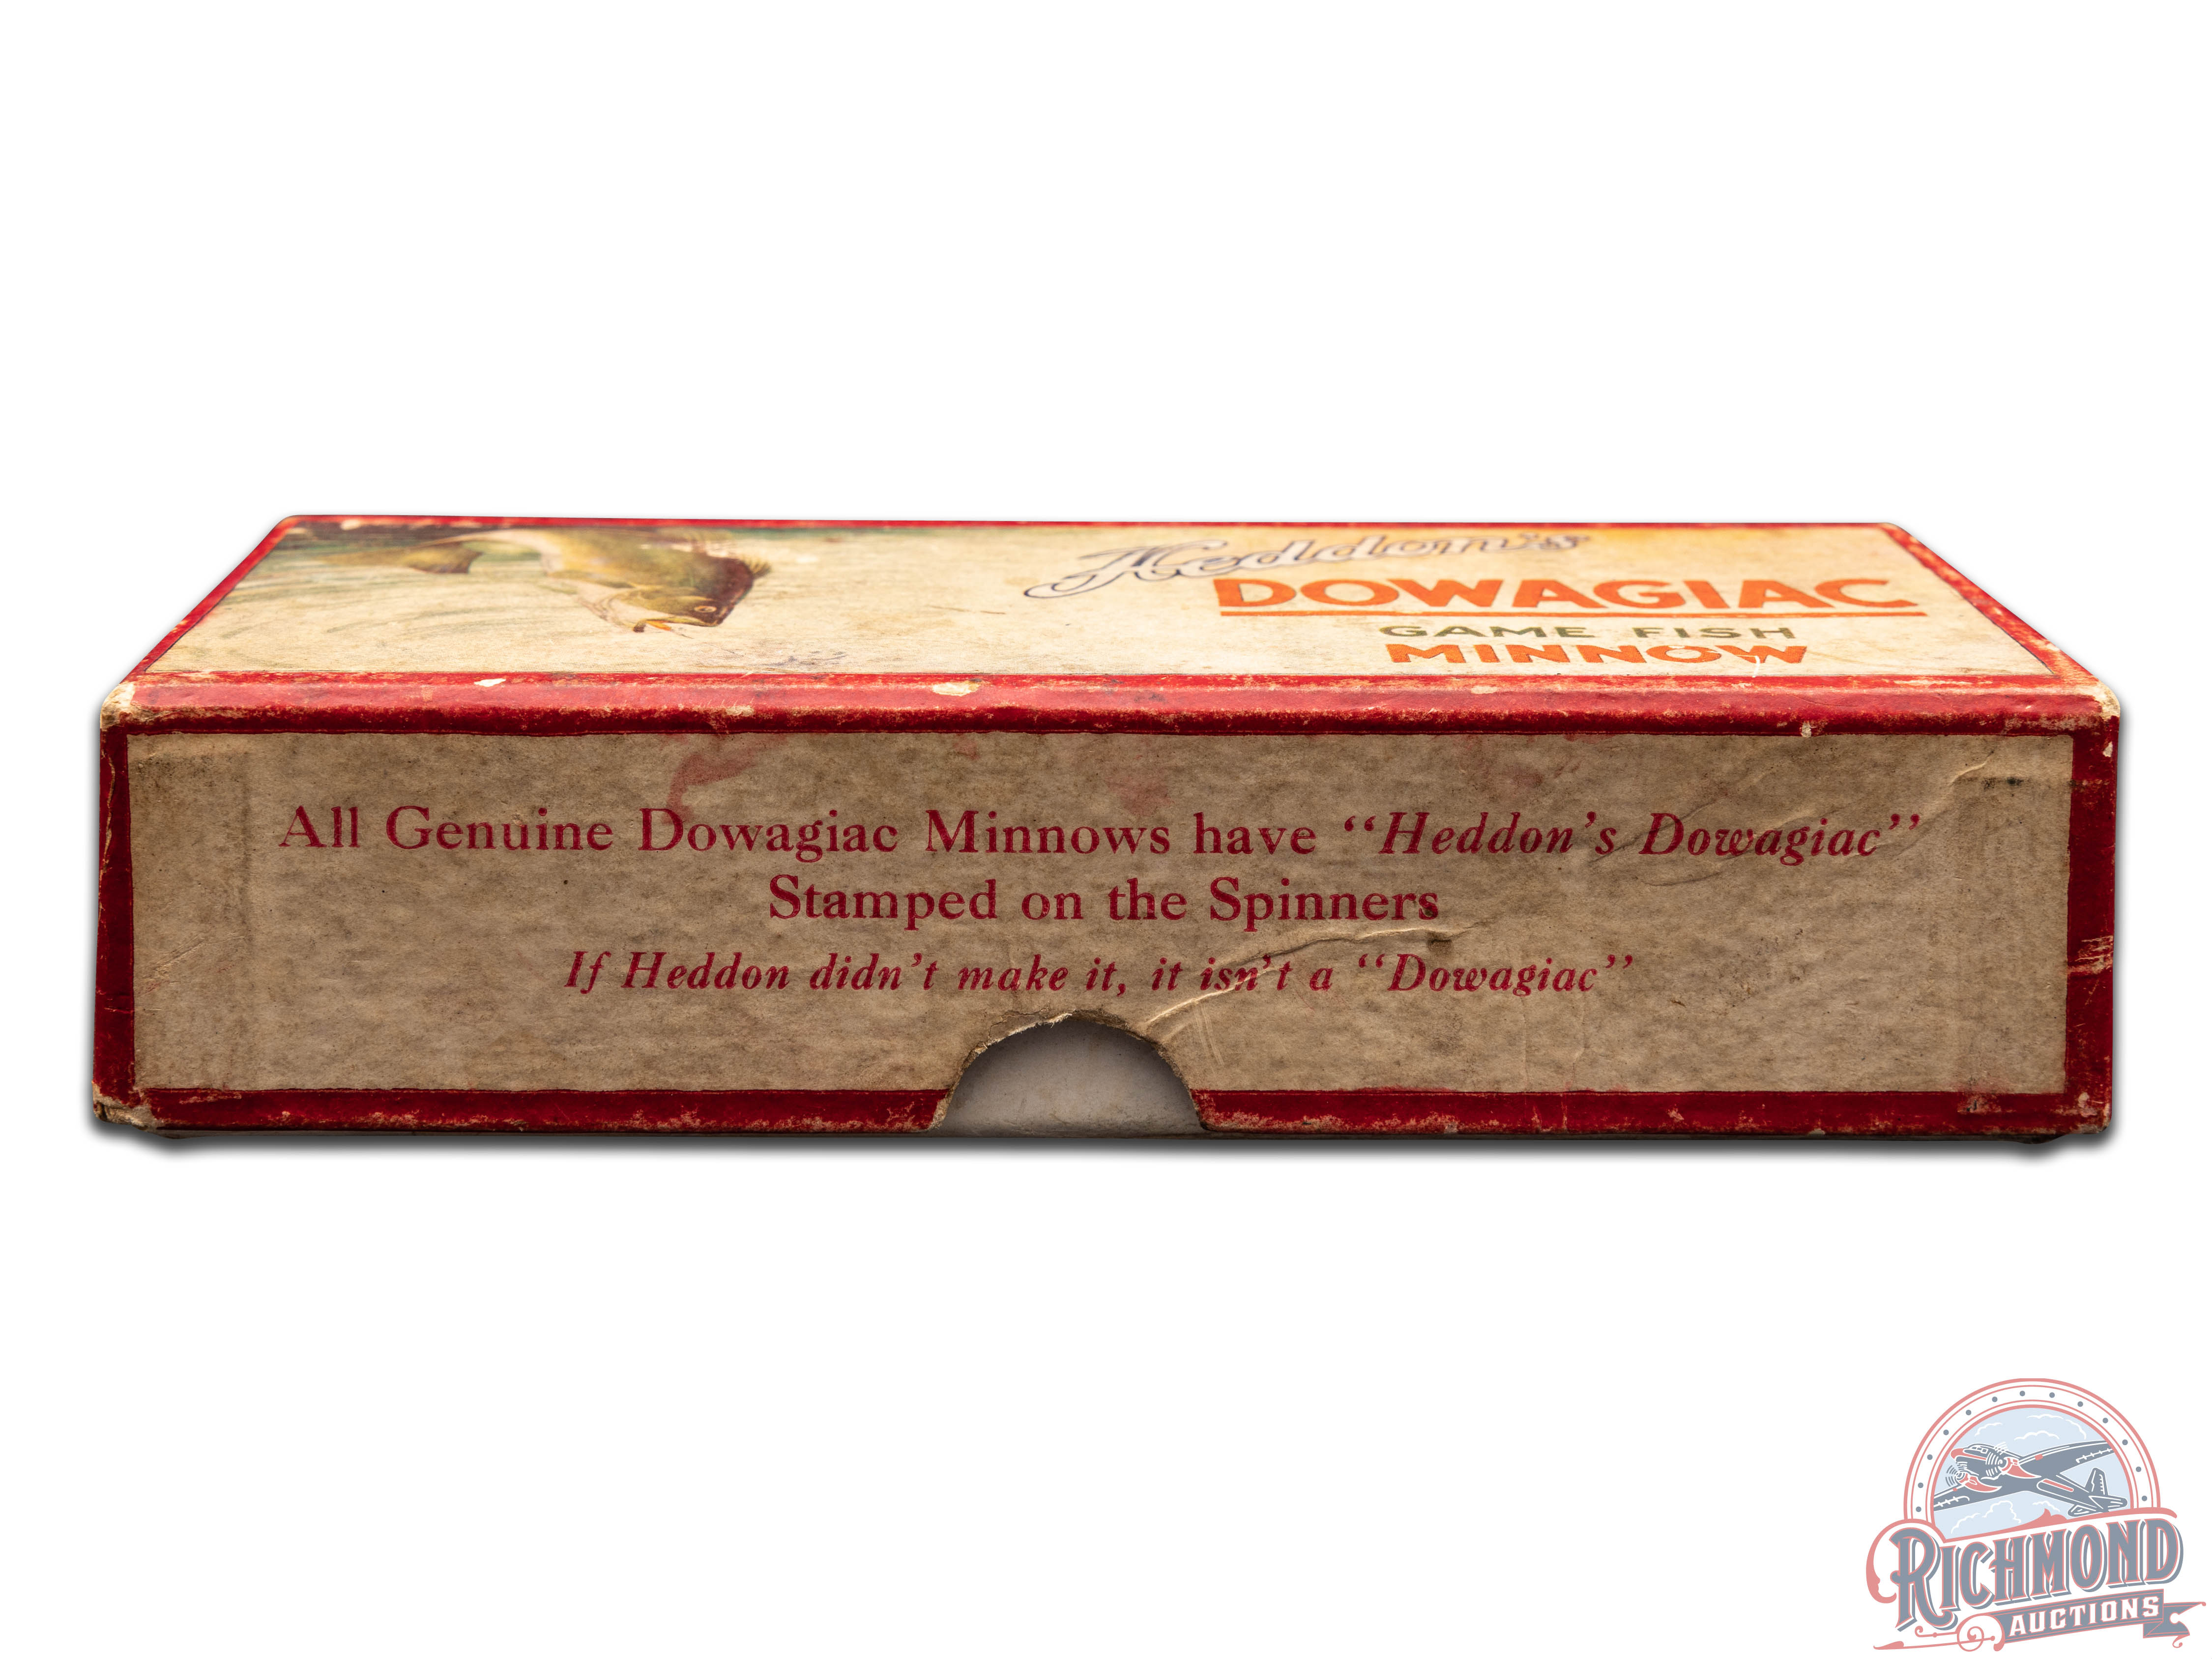 Heddon's
DOWAGIAC
GAME FISH
MINNOW
All Genuine Dowagiac Minnows have "Heddon's Dowagiac"
Stamped on the Spinners
If Heddon didn't make it, it isn't a "Dowagiac"
RICHMOND
AUCTIONS